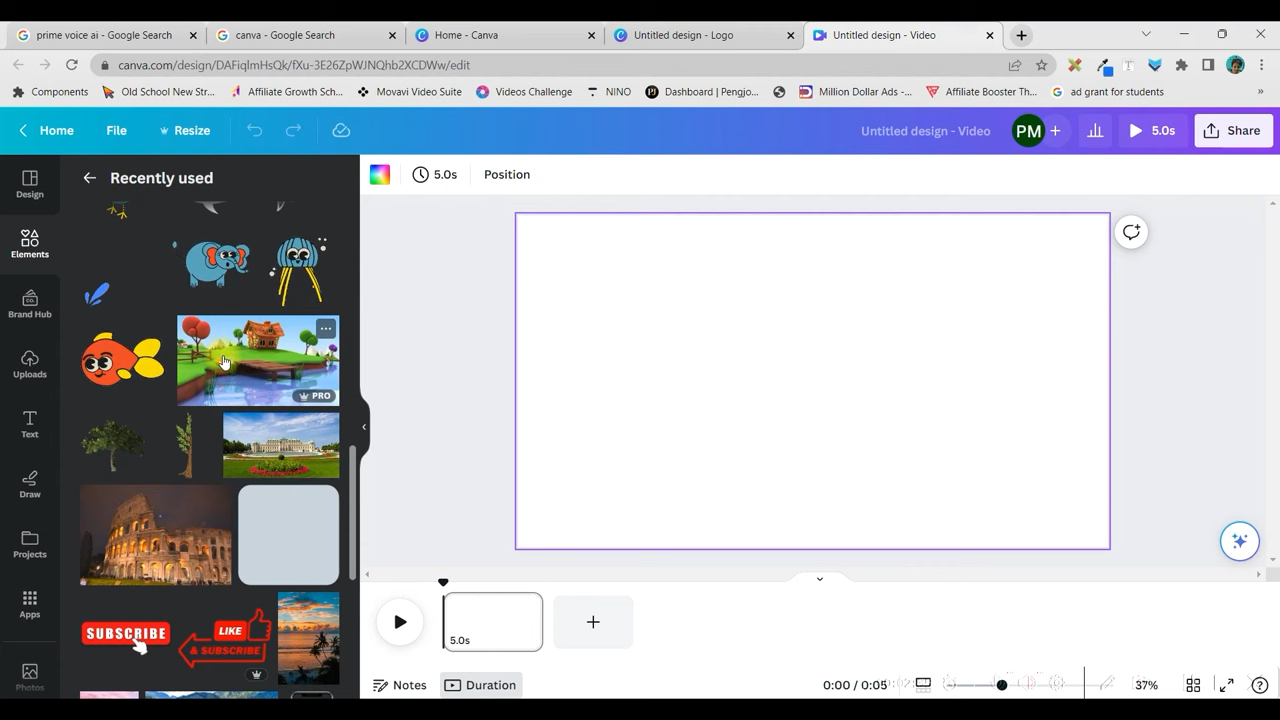 prime voice ai - Google Search
canva - Google Search
Home - Canva
Untitled design - Logo
Untitled design - Video
canva.com/design/DAFiqlmHsQk/fXu-3E26ZpWJNQhb2XCDWw/edit
Components
Old School New Str...
Affiliate Growth Sch...
Movavi Video Suite
Videos Challenge
NINO
Dashboard | Pengjo...
Million Dollar Ads -...
Affiliate Booster Th...
ad grant for students
Home
File
Resize
Untitled design - Video
PM
5.0s
Share
Design
Elements
Brand Hub
Uploads
Text
Draw
Projects
Apps
Photos
Recently used
PRO
SUBSCRIBE
LIKE
& SUBSCRIBE
5.0s
Position
5.0s
Notes
Duration
0:00 / 0:05
37%